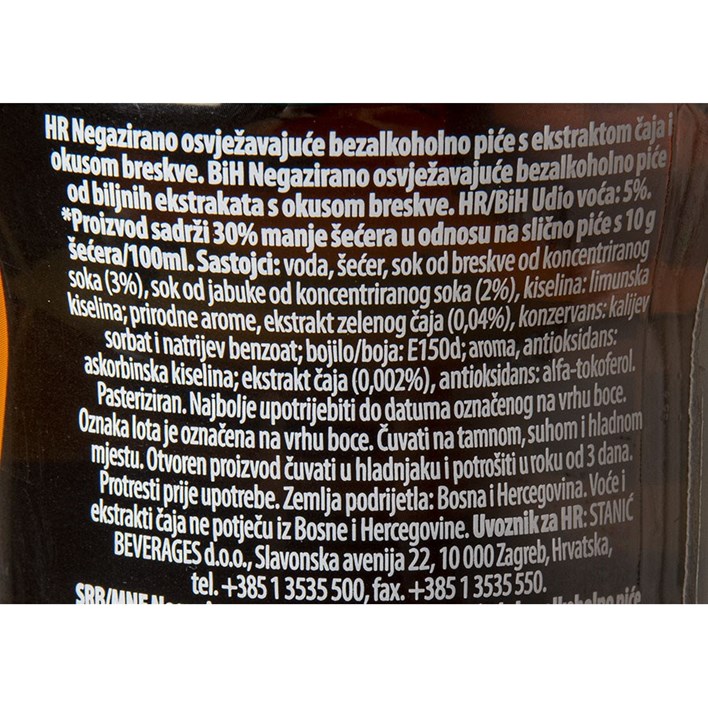 HR Negazirano osvježavajuće bezalkoholno piće s ekstraktom čaja i
okusom breskve. BiH Negazirano osvježavajuće bezalkoholno piće
od biljnih ekstrakata s okusom breskve. HR/BiH Udio voća: 5%.
*Proizvod sadrži 30% manje šećera u odnosu na slično piće s 10 g
šećera/100ml. Sastojci: voda, šećer, sok od breskve od koncentriranog
soka (3%), sok od jabuke od koncentriranog soka (2%), kiselina: limunska
kiselina; prirodne arome, ekstrakt zelenog čaja (0,04%), konzervans: kalijev
sorbat i natrijev benzoat; bojilo/boja: E150d; aroma, antioksidans:
askorbinska kiselina; ekstrakt čaja (0,002%), antioksidans: alfa-tokoferol.
Pasteriziran. Najbolje upotrijebiti do datuma označenog na vrhu boce.
Oznaka lota je označena na vrhu boce. Čuvati na tamnom, suhom i hladnom
mjestu. Otvoren proizvod čuvati u hladnjaku i potrošiti u roku od 3 dana.
Protresti prije upotrebe. Zemlja podrijetla: Bosna i Hercegovina. Voće i
ekstrakti čaja ne potječu iz Bosne i Hercegovine. Uvoznik za HR: STANIĆ
BEVERAGES d.o.o., Slavonska avenija 22, 10 000 Zagreb, Hrvatska,
tel. +385 1 3535 500, fax. +385 1 3535 550.
SRB/MNE piće